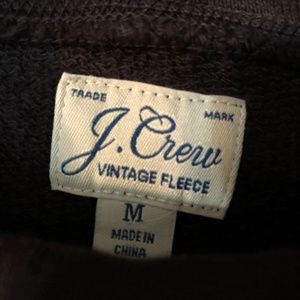 TRADE MARK
J.Crew
VINTAGE FLEECE
M
MADE IN
CHINA